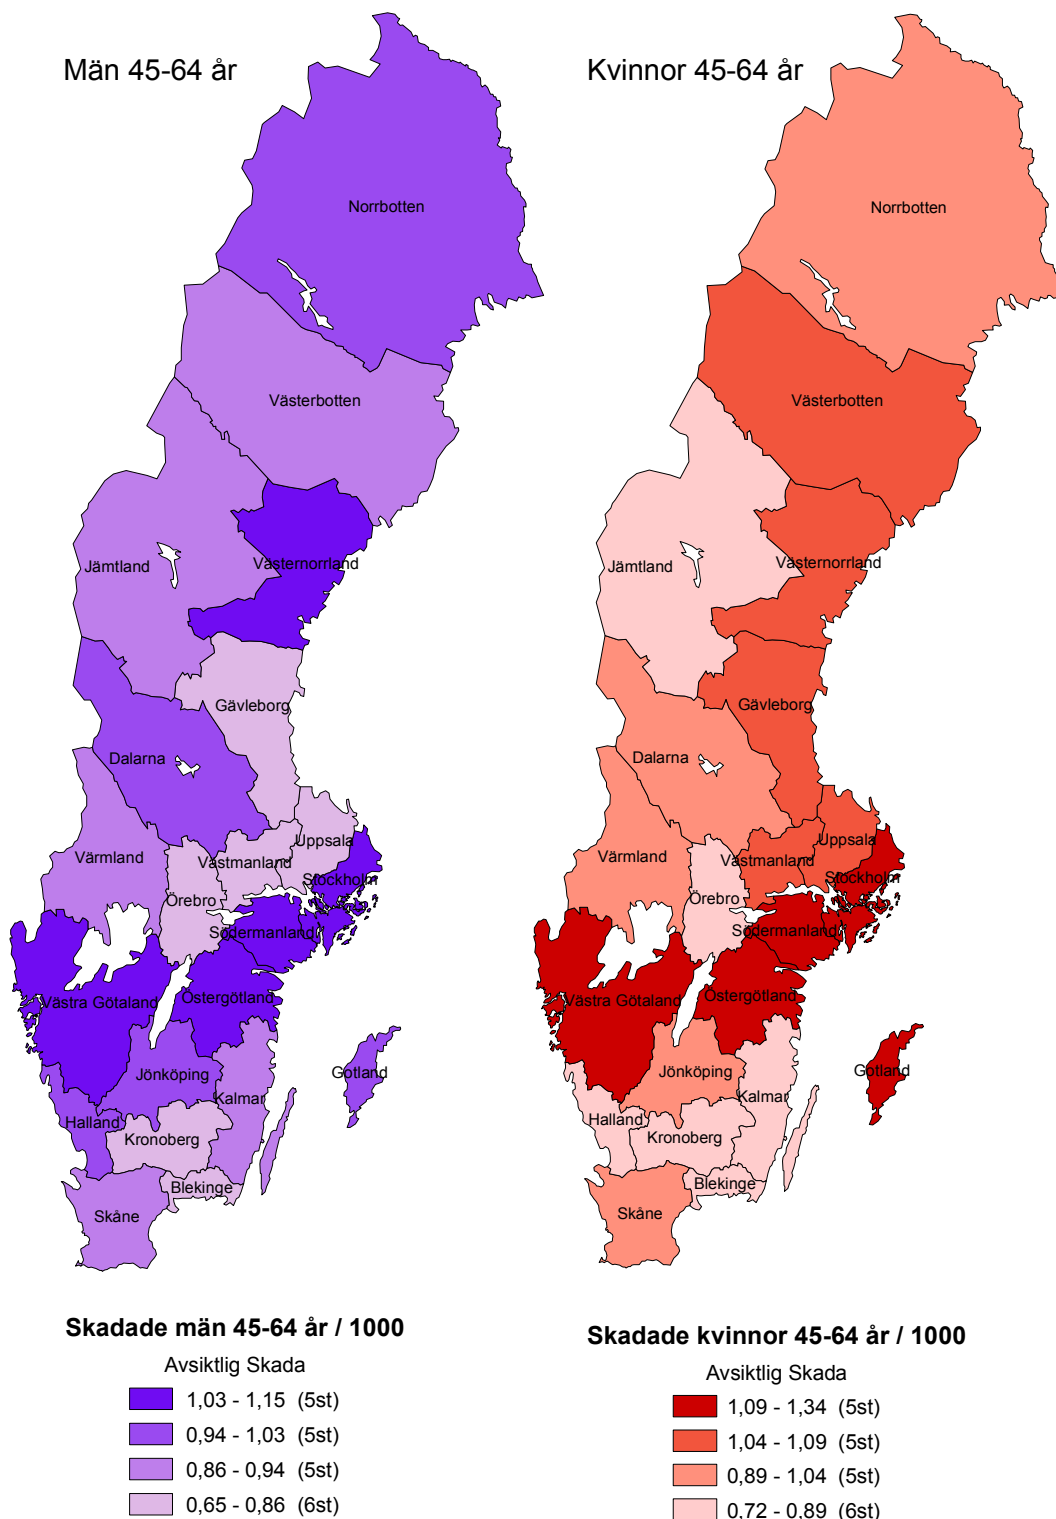 Män 45-64 år
Norrbotten
Västerbotten
Jämtland
Västernorrland
Gävleborg
Dalarna
Uppsala
Värmland
Västmanland
Stockholm
Örebro
Södermanland
Västra Götaland
Östergötland
Gotland
Jönköping
Kalmar
Halland
Kronoberg
Blekinge
Skåne
Skadade män 45-64 år / 1000
Avsiktlig Skada
1,03 - 1,15 (5st)
0,94 - 1,03 (5st)
0,86 - 0,94 (5st)
0,65 - 0,86 (6st)
Kvinnor 45-64 år
Norrbotten
Västerbotten
Jämtland
Västernorrland
Gävleborg
Dalarna
Uppsala
Värmland
Västmanland
Stockholm
Örebro
Södermanland
Västra Götaland
Östergötland
Gotland
Jönköping
Kalmar
Halland
Kronoberg
Blekinge
Skåne
Skadade kvinnor 45-64 år / 1000
Avsiktlig Skada
1,09 - 1,34 (5st)
1,04 - 1,09 (5st)
0,89 - 1,04 (5st)
0,72 - 0,89 (6st)